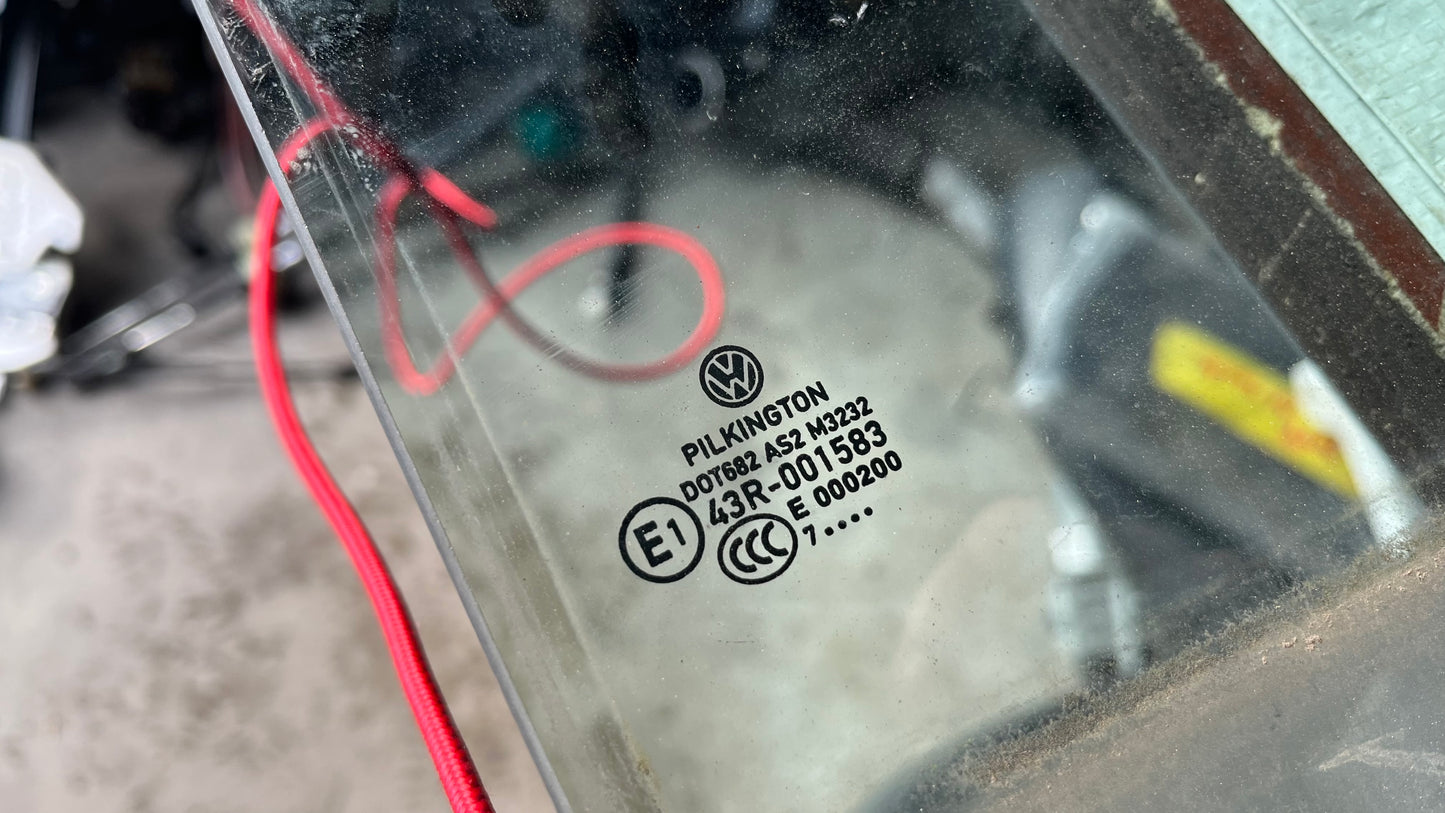 PILKINGTON
DOT682 AS2 M3232
43R-001583
E1 CCC E 000200
7••••